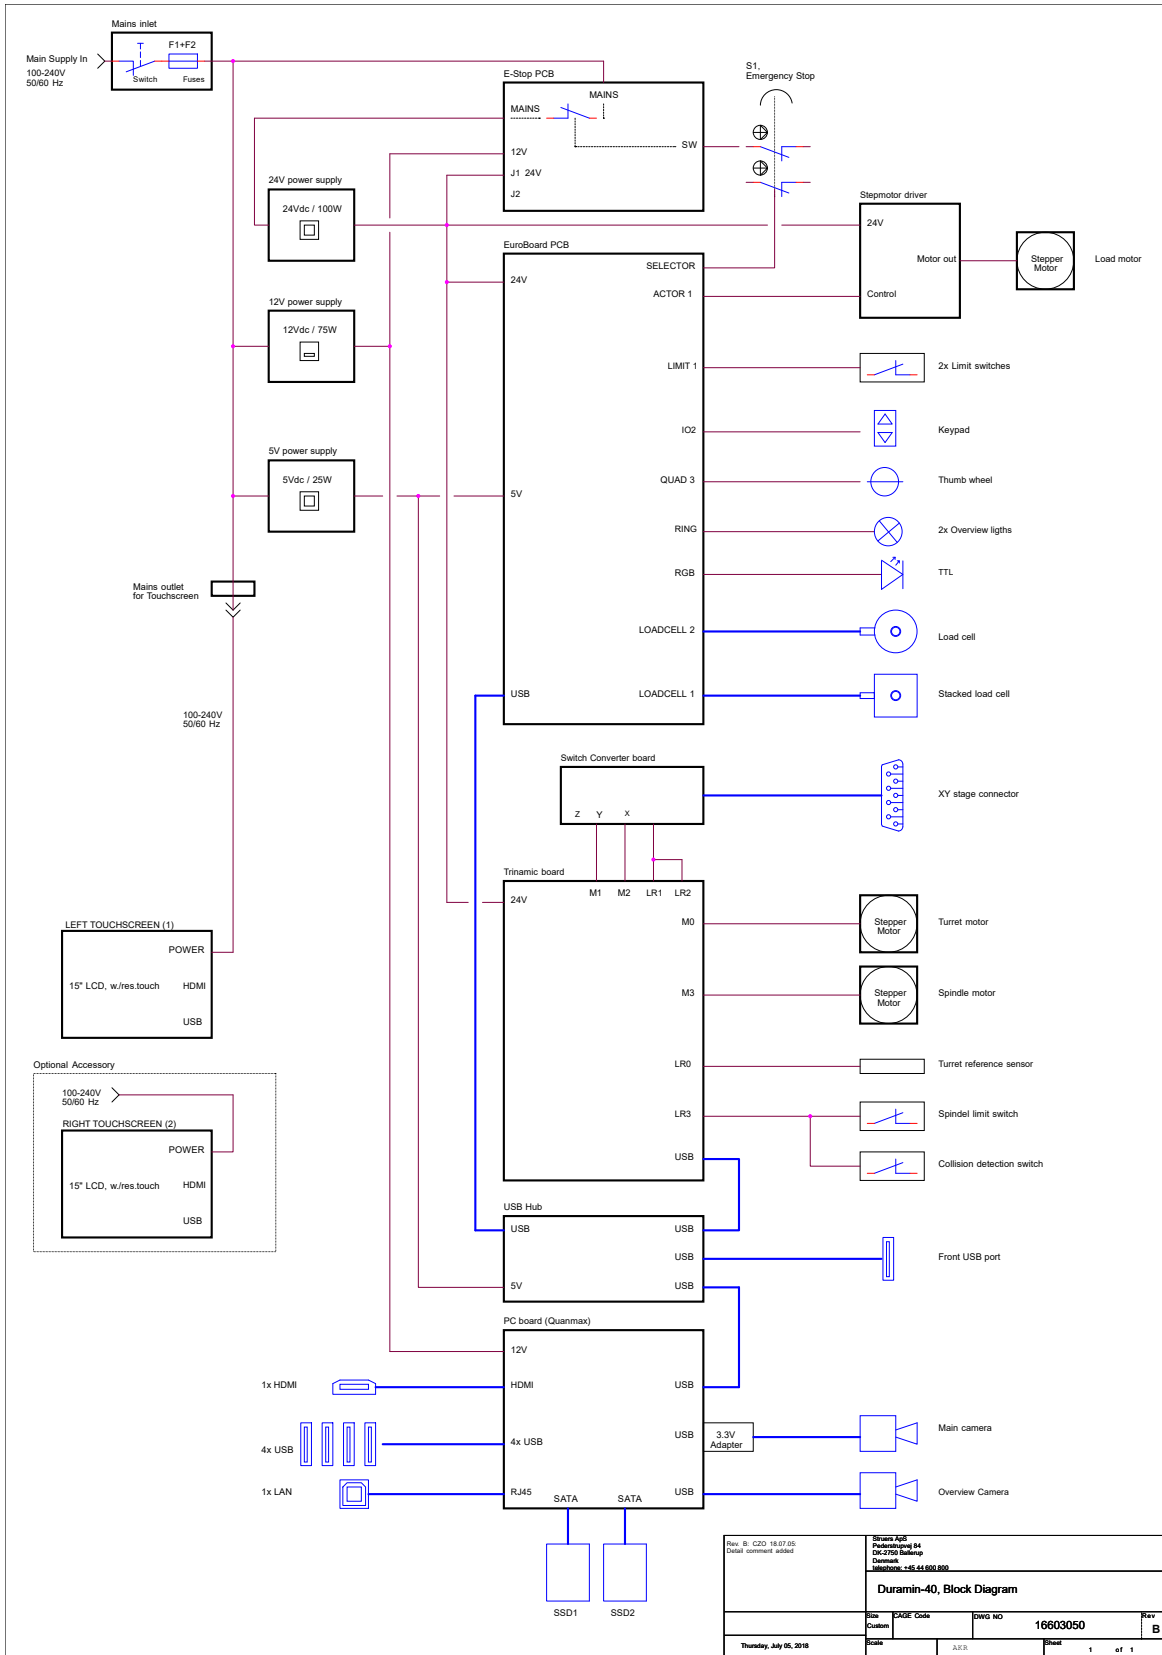 Mains inlet
Main Supply In
100-240V
50/60 Hz
T
F1+F2
Switch
Fuses
E-Stop PCB
MAINS
MAINS
12V
J1 24V
J2
SW
S1,
Emergency Stop
24V power supply
24Vdc / 100W
Stepmotor driver
24V
Motor out
Control
Stepper
Motor
Load motor
EuroBoard PCB
SELECTOR
24V
ACTOR 1
12V power supply
12Vdc / 75W
LIMIT 1
2x Limit switches
IO2
Keypad
5V power supply
5Vdc / 25W
5V
QUAD 3
Thumb wheel
RING
2x Overview ligths
RGB
TTL
Mains outlet
for Touchscreen
LOADCELL 2
Load cell
USB
LOADCELL 1
Stacked load cell
100-240V
50/60 Hz
Switch Converter board
Z
Y
X
XY stage connector
Trinamic board
M1
M2
LR1
LR2
24V
M0
Stepper
Motor
Turret motor
M3
Stepper
Motor
Spindle motor
LR0
Turret reference sensor
LR3
Spindel limit switch
USB
Collision detection switch
LEFT TOUCHSCREEN (1)
POWER
15" LCD, w./res.touch
HDMI
USB
Optional Accessory
100-240V
50/60 Hz
RIGHT TOUCHSCREEN (2)
POWER
15" LCD, w./res.touch
HDMI
USB
USB Hub
USB
USB
USB
Front USB port
5V
USB
PC board (Quanmax)
12V
1x HDMI
HDMI
USB
4x USB
4x USB
USB
3.3V
Adapter
Main camera
1x LAN
RJ45
USB
Overview Camera
SATA
SATA
SSD1
SSD2
Rev. B: CZO 18.07.05:
Detail comment added
Struers ApS
Pederstrupvej 84
DK-2750 Ballerup
Denmark
telephone: +45 44 600 800
Duramin-40, Block Diagram
Size
Custom
CAGE Code
DWG NO
16603050
Rev
B
Thursday, July 05, 2018
Scale
AKR
Sheet
1 of 1